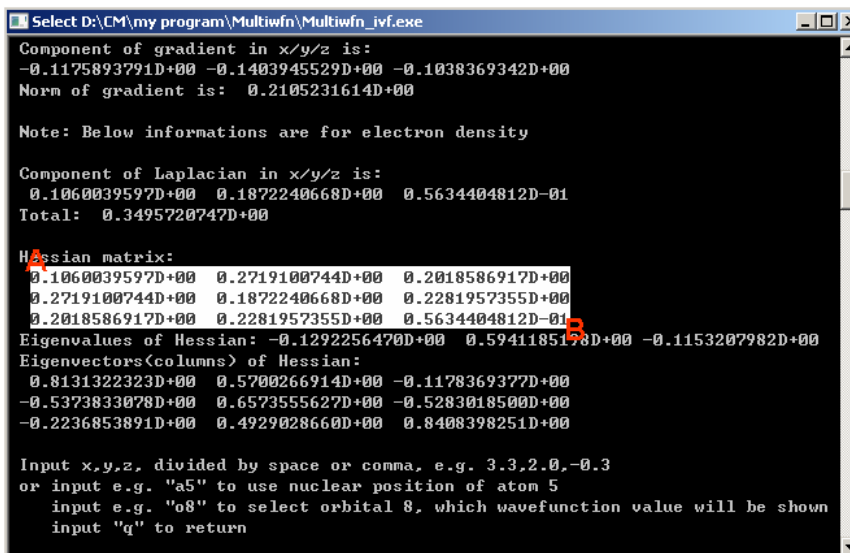 Select D:\CM\my program\Multiwfn\Multiwfn_ivf.exe
Component of gradient in x/y/z is:
-0.1175893791D+00 -0.1403945529D+00 -0.1038369342D+00
Norm of gradient is:  0.2105231614D+00
Note: Below informations are for electron density
Component of Laplacian in x/y/z is:
0.1060039597D+00  0.1872240668D+00  0.5634404812D-01
Total:  0.3495720747D+00
Hessian matrix:
A
0.1060039597D+00  0.2719100744D+00  0.2018586917D+00
0.2719100744D+00  0.1872240668D+00  0.2281957355D+00
0.2018586917D+00  0.2281957355D+00  0.5634404812D-01
B
Eigenvalues of Hessian: -0.1292256470D+00  0.5941185198D+00 -0.1153207982D+00
Eigenvectors(columns) of Hessian:
0.8131322323D+00  0.5700266914D+00 -0.1178369377D+00
-0.5373833078D+00  0.6573555627D+00 -0.5283018500D+00
-0.2236853891D+00  0.4929028660D+00  0.8408398251D+00
Input x,y,z, divided by space or comma, e.g. 3.3,2.0,-0.3
or input e.g. "a5" to use nuclear position of atom 5
input e.g. "o8" to select orbital 8, which wavefunction value will be shown
input "q" to return